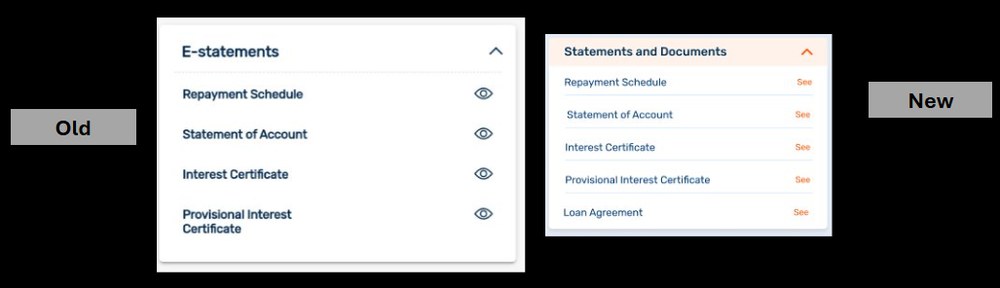 Old
E-statements
Repayment Schedule
Statement of Account
Interest Certificate
Provisional Interest
Certificate
Statements and Documents
Repayment Schedule See
Statement of Account See
Interest Certificate See
Provisional Interest Certificate See
Loan Agreement See
New